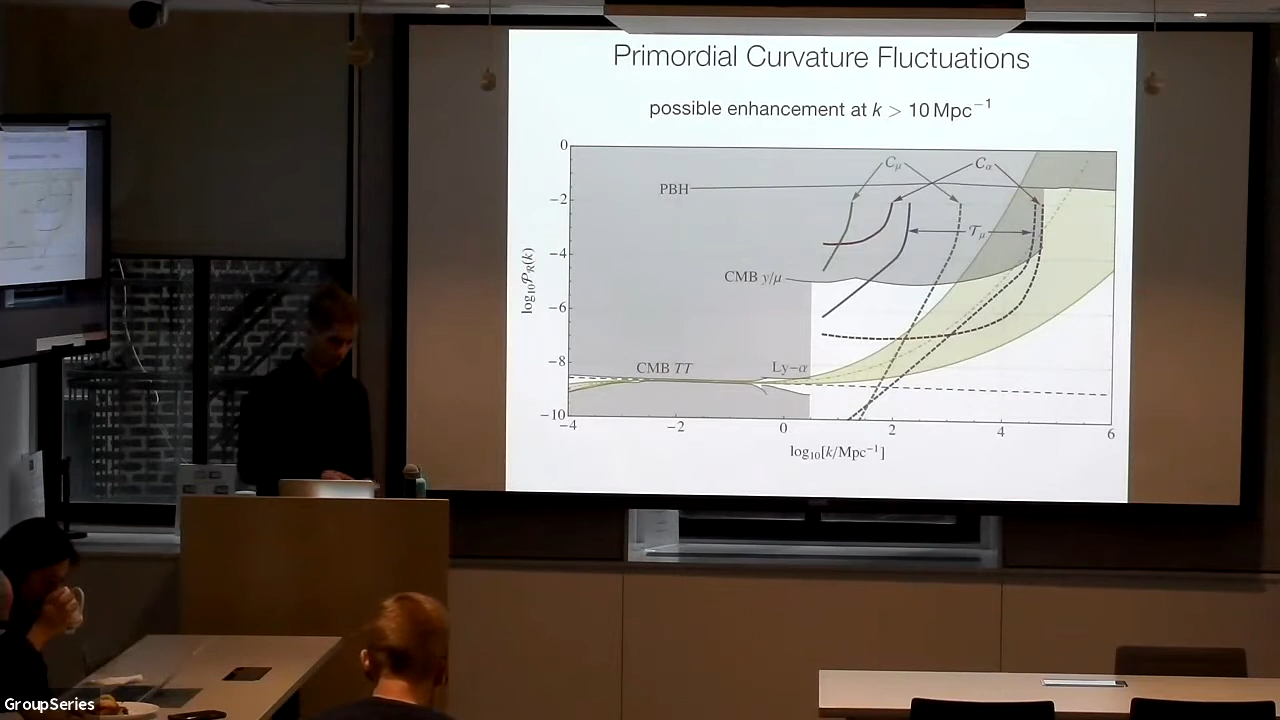 Primordial Curvature Fluctuations
possible enhancement at k > 10 Mpc⁻¹
0
−2
−4
−6
−8
−10
log₁₀𝒫_ℛ(k)
PBH
C_μ
C_α
𝒯_μ
CMB y/μ
CMB TT
Ly−α
−4
−2
0
2
4
6
log₁₀[k/Mpc⁻¹]
GroupSeries